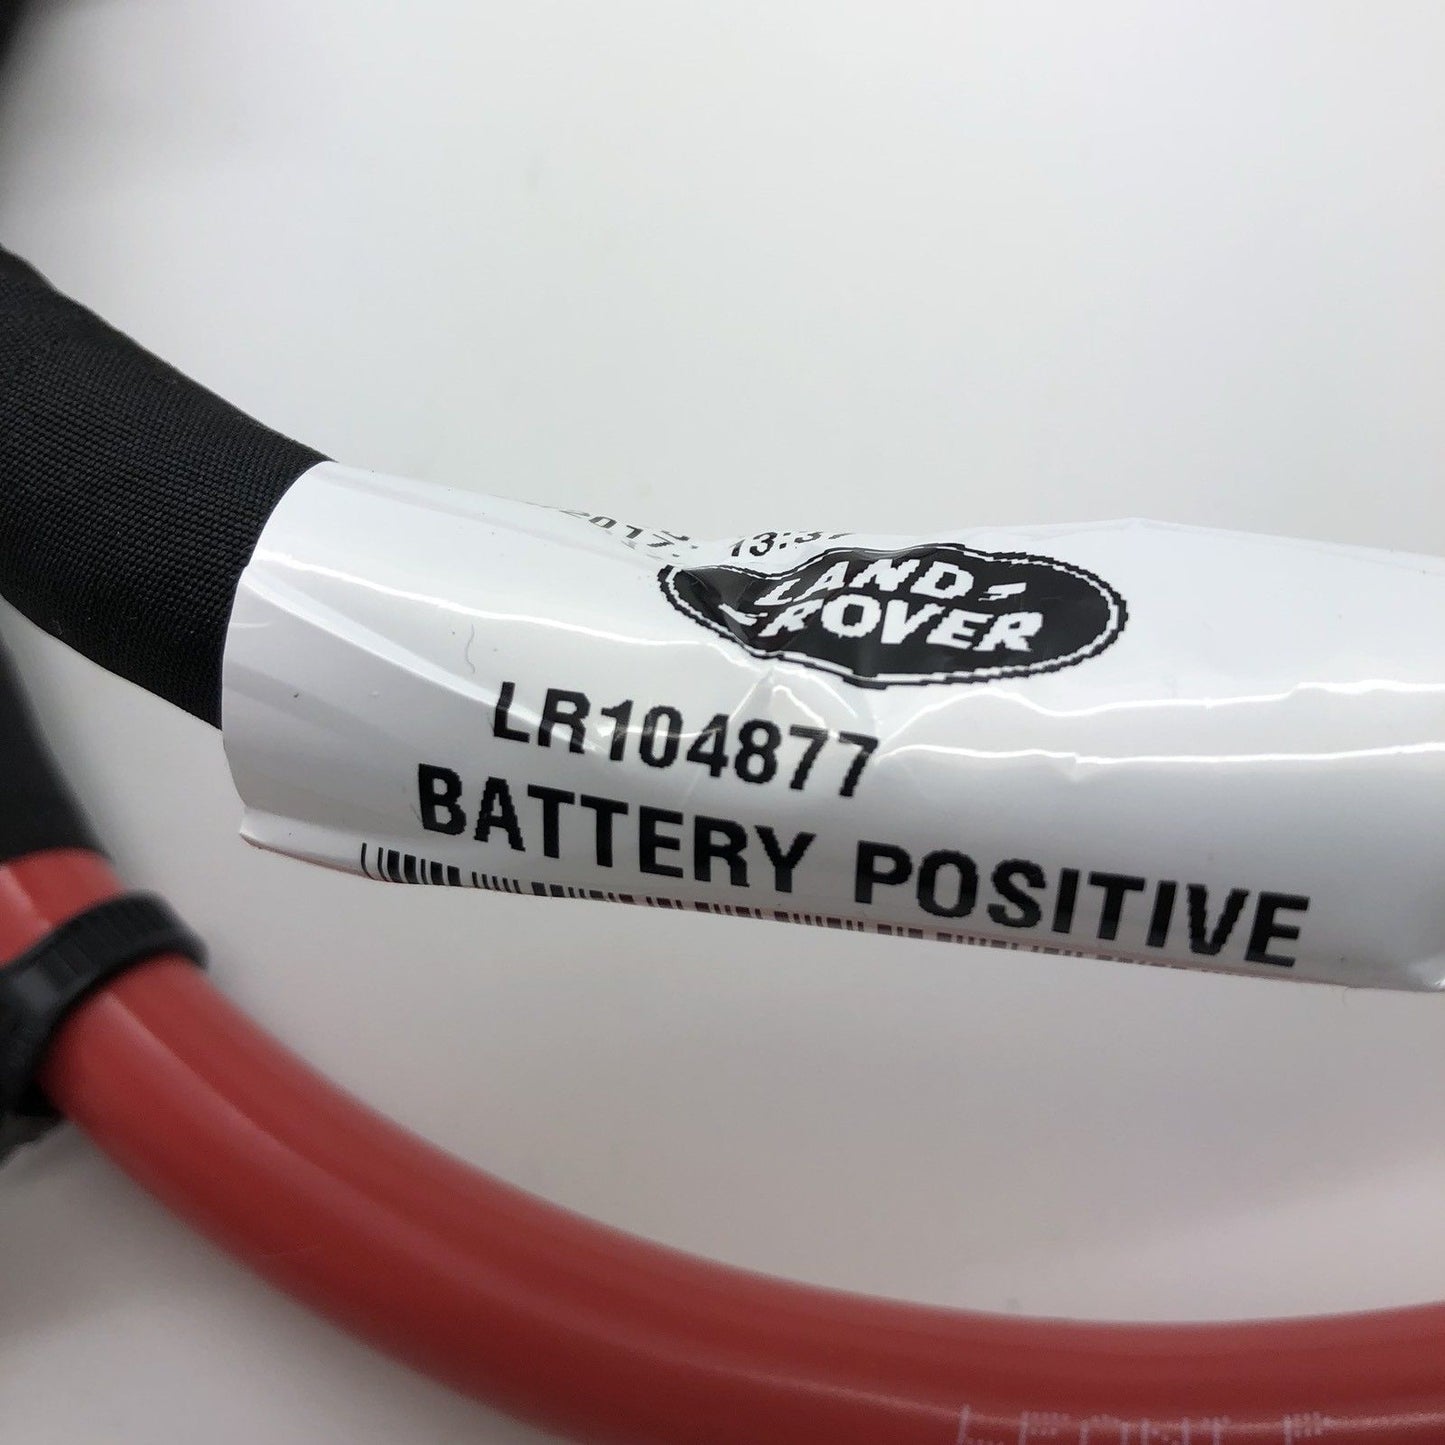 LAND-
-ROVER
LR104877
BATTERY POSITIVE